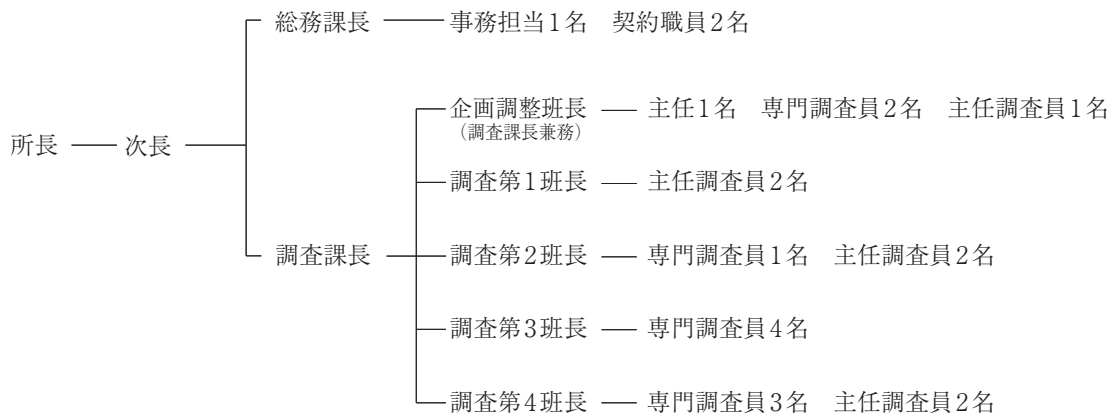 総務課長 事務担当1名 契約職員2名
企画調整班長 主任1名 専門調査員2名 主任調査員1名
（調査課長兼務）
所長 次長
調査第1班長 主任調査員2名
調査課長 調査第2班長 専門調査員1名 主任調査員2名
調査第3班長 専門調査員4名
調査第4班長 専門調査員3名 主任調査員2名